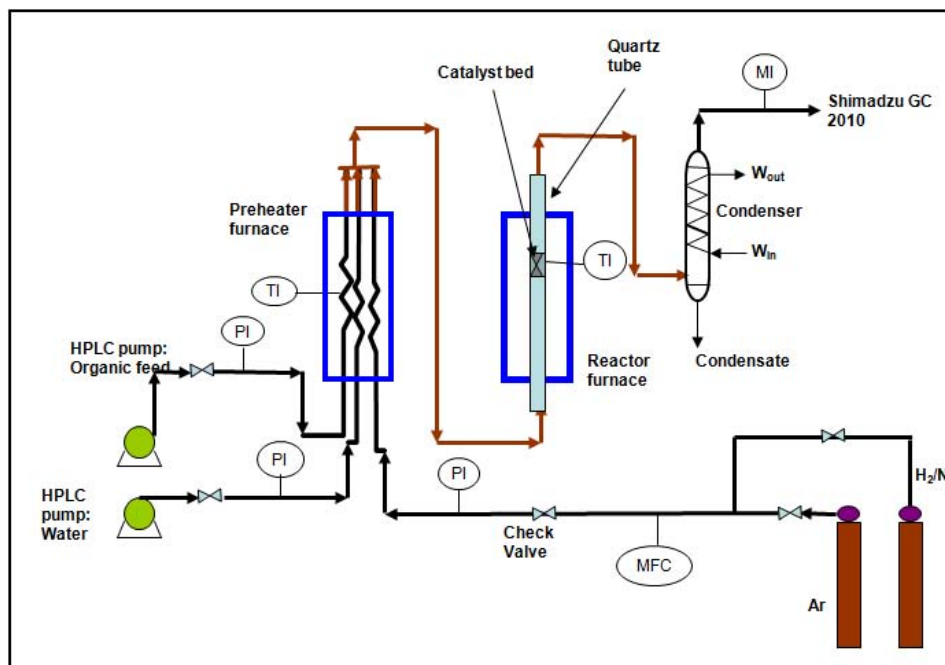 Quartz
tube
Catalyst bed
MI
Shimadzu GC
2010
Wout
Condenser
Win
Preheater
furnace
TI
TI
PI
HPLC pump:
Organic feed
Reactor
furnace
Condensate
PI
HPLC
pump:
Water
PI
H2/N
Check
Valve
MFC
Ar